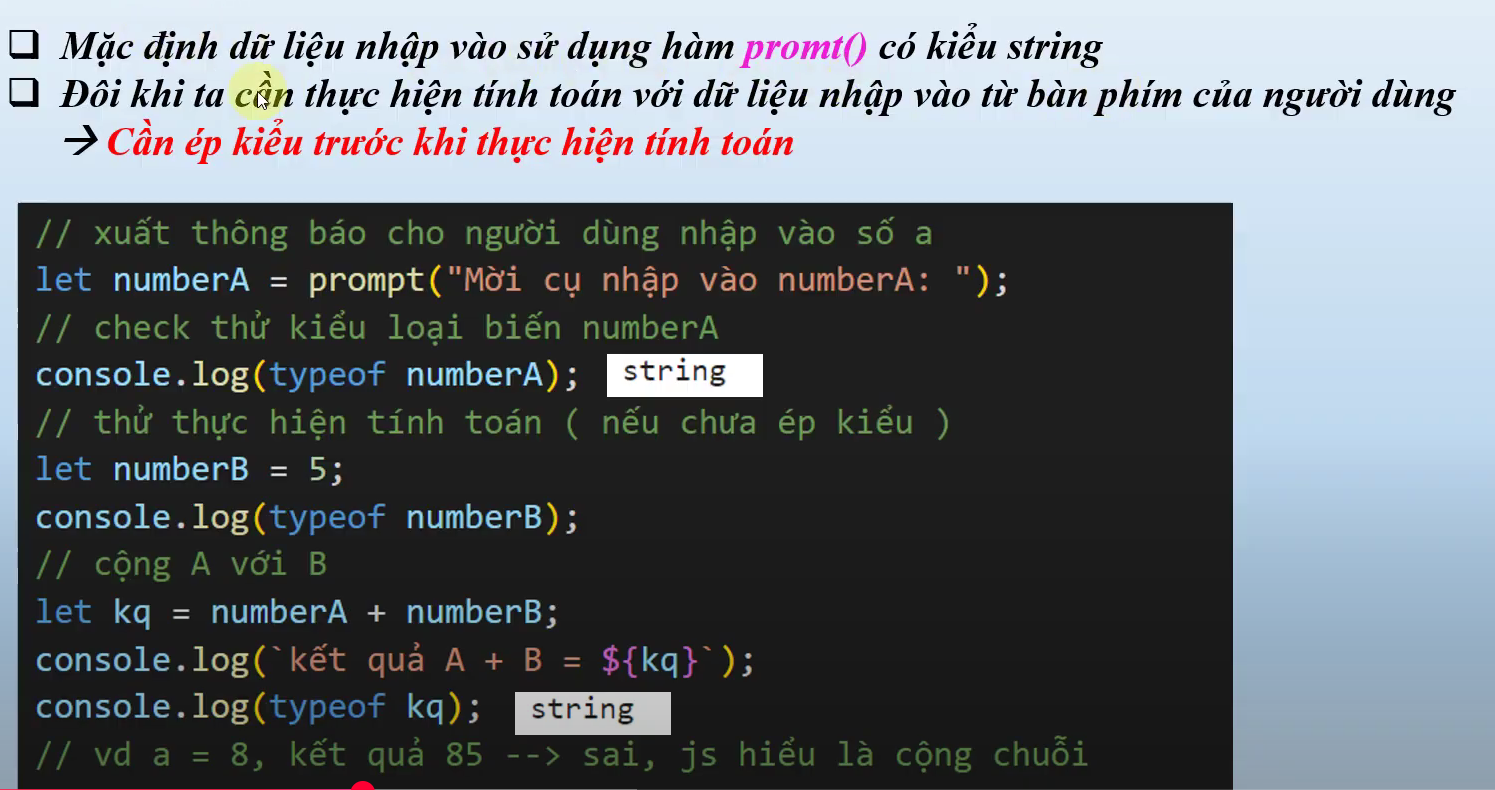 Mặc định dữ liệu nhập vào sử dụng hàm promt() có kiểu string
Đôi khi ta cần thực hiện tính toán với dữ liệu nhập vào từ bàn phím của người dùng
→ Cần ép kiểu trước khi thực hiện tính toán
// xuất thông báo cho người dùng nhập vào số a
let numberA = prompt("Mời cụ nhập vào numberA: ");
// check thử kiểu loại biến numberA
console.log(typeof numberA); string
// thử thực hiện tính toán ( nếu chưa ép kiểu )
let numberB = 5;
console.log(typeof numberB);
// cộng A với B
let kq = numberA + numberB;
console.log(`kết quả A + B = ${kq}`);
console.log(typeof kq); string
// vd a = 8, kết quả 85 --> sai, js hiểu là cộng chuỗi